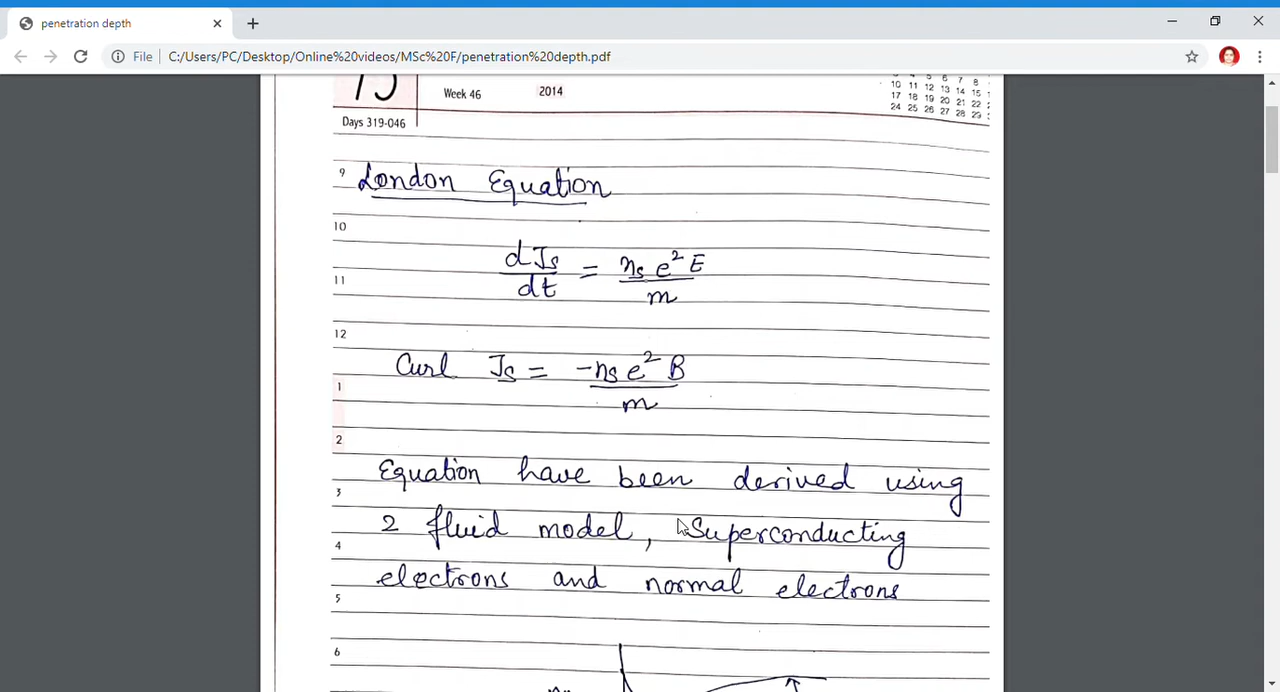 penetration depth
File C:/Users/PC/Desktop/Online%20videos/MSc%20F/penetration%20depth.pdf
Week 46 2014
Days 319-046
10 11 12 13 14 15
17 18 19 20 21 22
24 25 26 27 28 29
9 London Equation
10
dJs/dt = ns e² E/m
11
12
Curl Js = -ns e² B/m
1
2
Equation have been derived using
3
2 fluid model, Superconducting
4
electrons and normal electrons
5
6